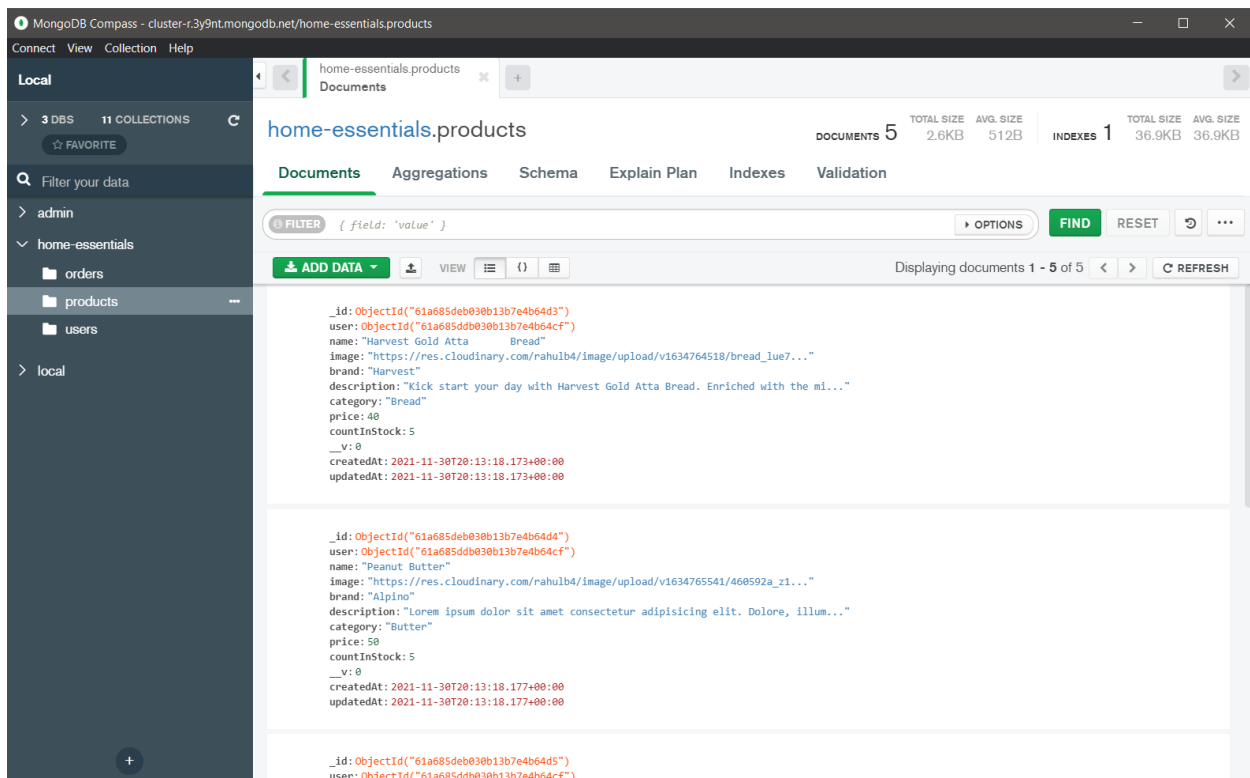 MongoDB Compass - cluster-r.3y9nt.mongodb.net/home-essentials.products
Connect View Collection Help
Local
3 DBS 11 COLLECTIONS
FAVORITE
Filter your data
admin
home-essentials
orders
products
users
local
home-essentials.products
Documents
home-essentials.products
DOCUMENTS 5 TOTAL SIZE 2.6KB AVG. SIZE 512B INDEXES 1 TOTAL SIZE 36.9KB AVG. SIZE 36.9KB
Documents Aggregations Schema Explain Plan Indexes Validation
FILTER { field: 'value' } OPTIONS FIND RESET
ADD DATA VIEW {} Displaying documents 1 - 5 of 5 < > REFRESH
_id: ObjectId("61a685deb030b13b7e4b64d3")
user: ObjectId("61a685ddb030b13b7e4b64cf")
name: "Harvest Gold Atta      Bread"
image: "https://res.cloudinary.com/rahulb4/image/upload/v1634764518/bread_lue7..."
brand: "Harvest"
description: "Kick start your day with Harvest Gold Atta Bread. Enriched with the mi..."
category: "Bread"
price: 40
countInStock: 5
__v: 0
createdAt: 2021-11-30T20:13:18.173+00:00
updatedAt: 2021-11-30T20:13:18.173+00:00
_id: ObjectId("61a685deb030b13b7e4b64d4")
user: ObjectId("61a685ddb030b13b7e4b64cf")
name: "Peanut Butter"
image: "https://res.cloudinary.com/rahulb4/image/upload/v1634765541/460592a_z1..."
brand: "Alpino"
description: "Lorem ipsum dolor sit amet consectetur adipisicing elit. Dolore, illum..."
category: "Butter"
price: 50
countInStock: 5
__v: 0
createdAt: 2021-11-30T20:13:18.177+00:00
updatedAt: 2021-11-30T20:13:18.177+00:00
_id: ObjectId("61a685deb030b13b7e4b64d5")
user: ObjectId("61a685ddb030b13b7e4b64cf")